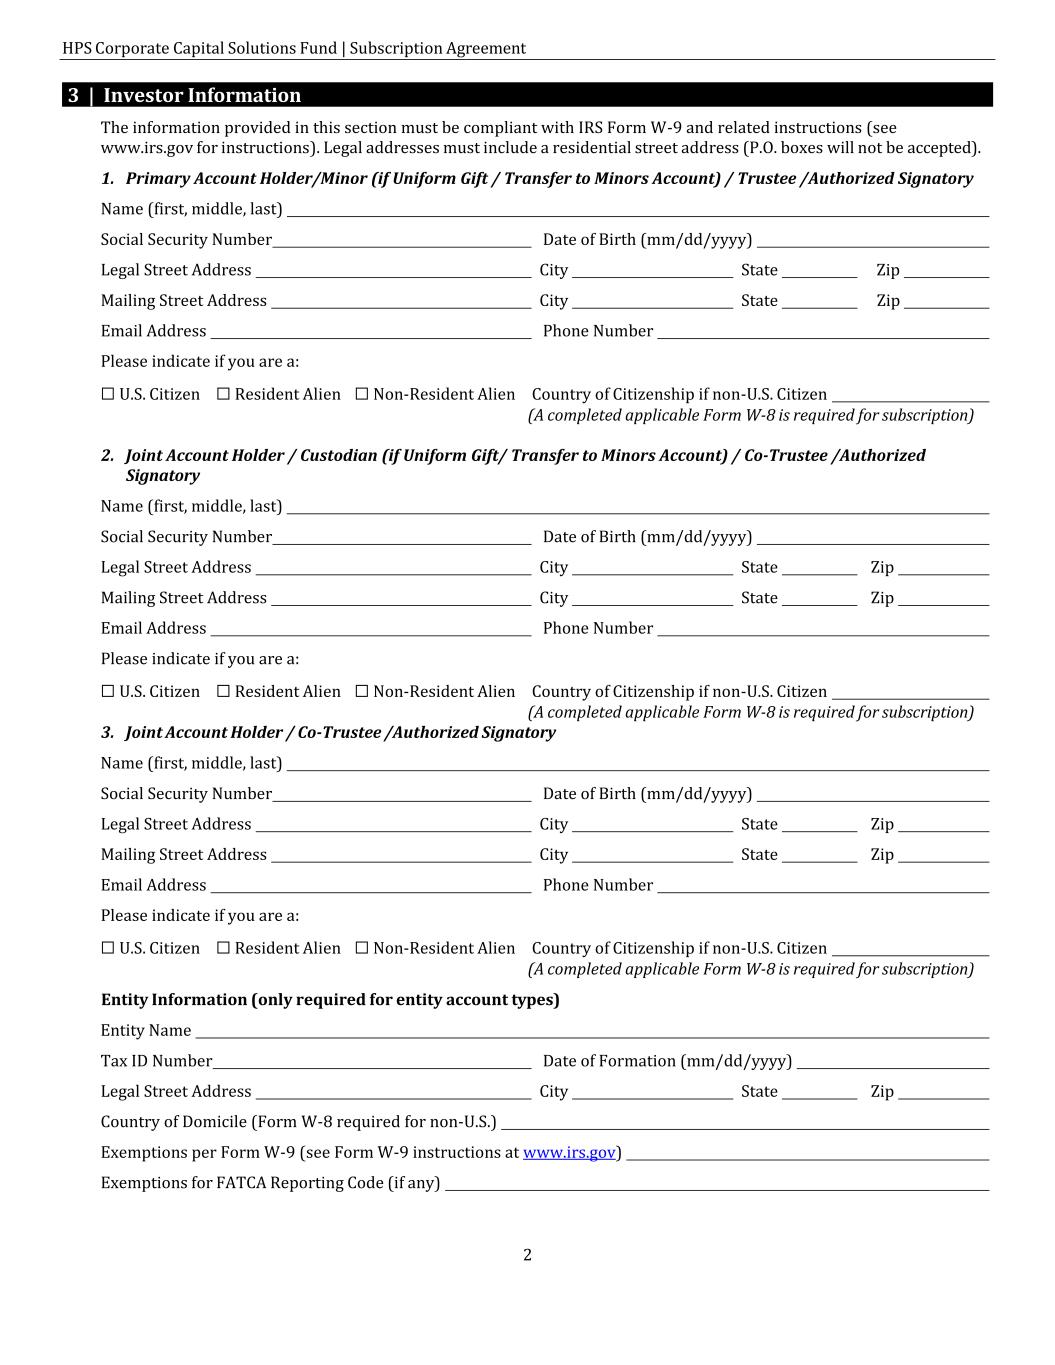 HPS Corporate Capital Solutions Fund | Subscription Agreement
3 | Investor Information
The information provided in this section must be compliant with IRS Form W-9 and related instructions (see
www.irs.gov for instructions). Legal addresses must include a residential street address (P.O. boxes will not be accepted).
1. Primary Account Holder/Minor (if Uniform Gift / Transfer to Minors Account) / Trustee /Authorized Signatory
Name (first, middle, last)
Social Security Number Date of Birth (mm/dd/yyyy)
Legal Street Address City State Zip
Mailing Street Address City State Zip
Email Address Phone Number
Please indicate if you are a:
☐ U.S. Citizen ☐ Resident Alien ☐ Non-Resident Alien Country of Citizenship if non-U.S. Citizen
(A completed applicable Form W-8 is required for subscription)
2. Joint Account Holder / Custodian (if Uniform Gift/ Transfer to Minors Account) / Co-Trustee /Authorized
Signatory
Name (first, middle, last)
Social Security Number Date of Birth (mm/dd/yyyy)
Legal Street Address City State Zip
Mailing Street Address City State Zip
Email Address Phone Number
Please indicate if you are a:
☐ U.S. Citizen ☐ Resident Alien ☐ Non-Resident Alien Country of Citizenship if non-U.S. Citizen
(A completed applicable Form W-8 is required for subscription)
3. Joint Account Holder / Co-Trustee /Authorized Signatory
Name (first, middle, last)
Social Security Number Date of Birth (mm/dd/yyyy)
Legal Street Address City State Zip
Mailing Street Address City State Zip
Email Address Phone Number
Please indicate if you are a:
☐ U.S. Citizen ☐ Resident Alien ☐ Non-Resident Alien Country of Citizenship if non-U.S. Citizen
(A completed applicable Form W-8 is required for subscription)
Entity Information (only required for entity account types)
Entity Name
Tax ID Number Date of Formation (mm/dd/yyyy)
Legal Street Address City State Zip
Country of Domicile (Form W-8 required for non-U.S.)
Exemptions per Form W-9 (see Form W-9 instructions at www.irs.gov)
Exemptions for FATCA Reporting Code (if any)
2